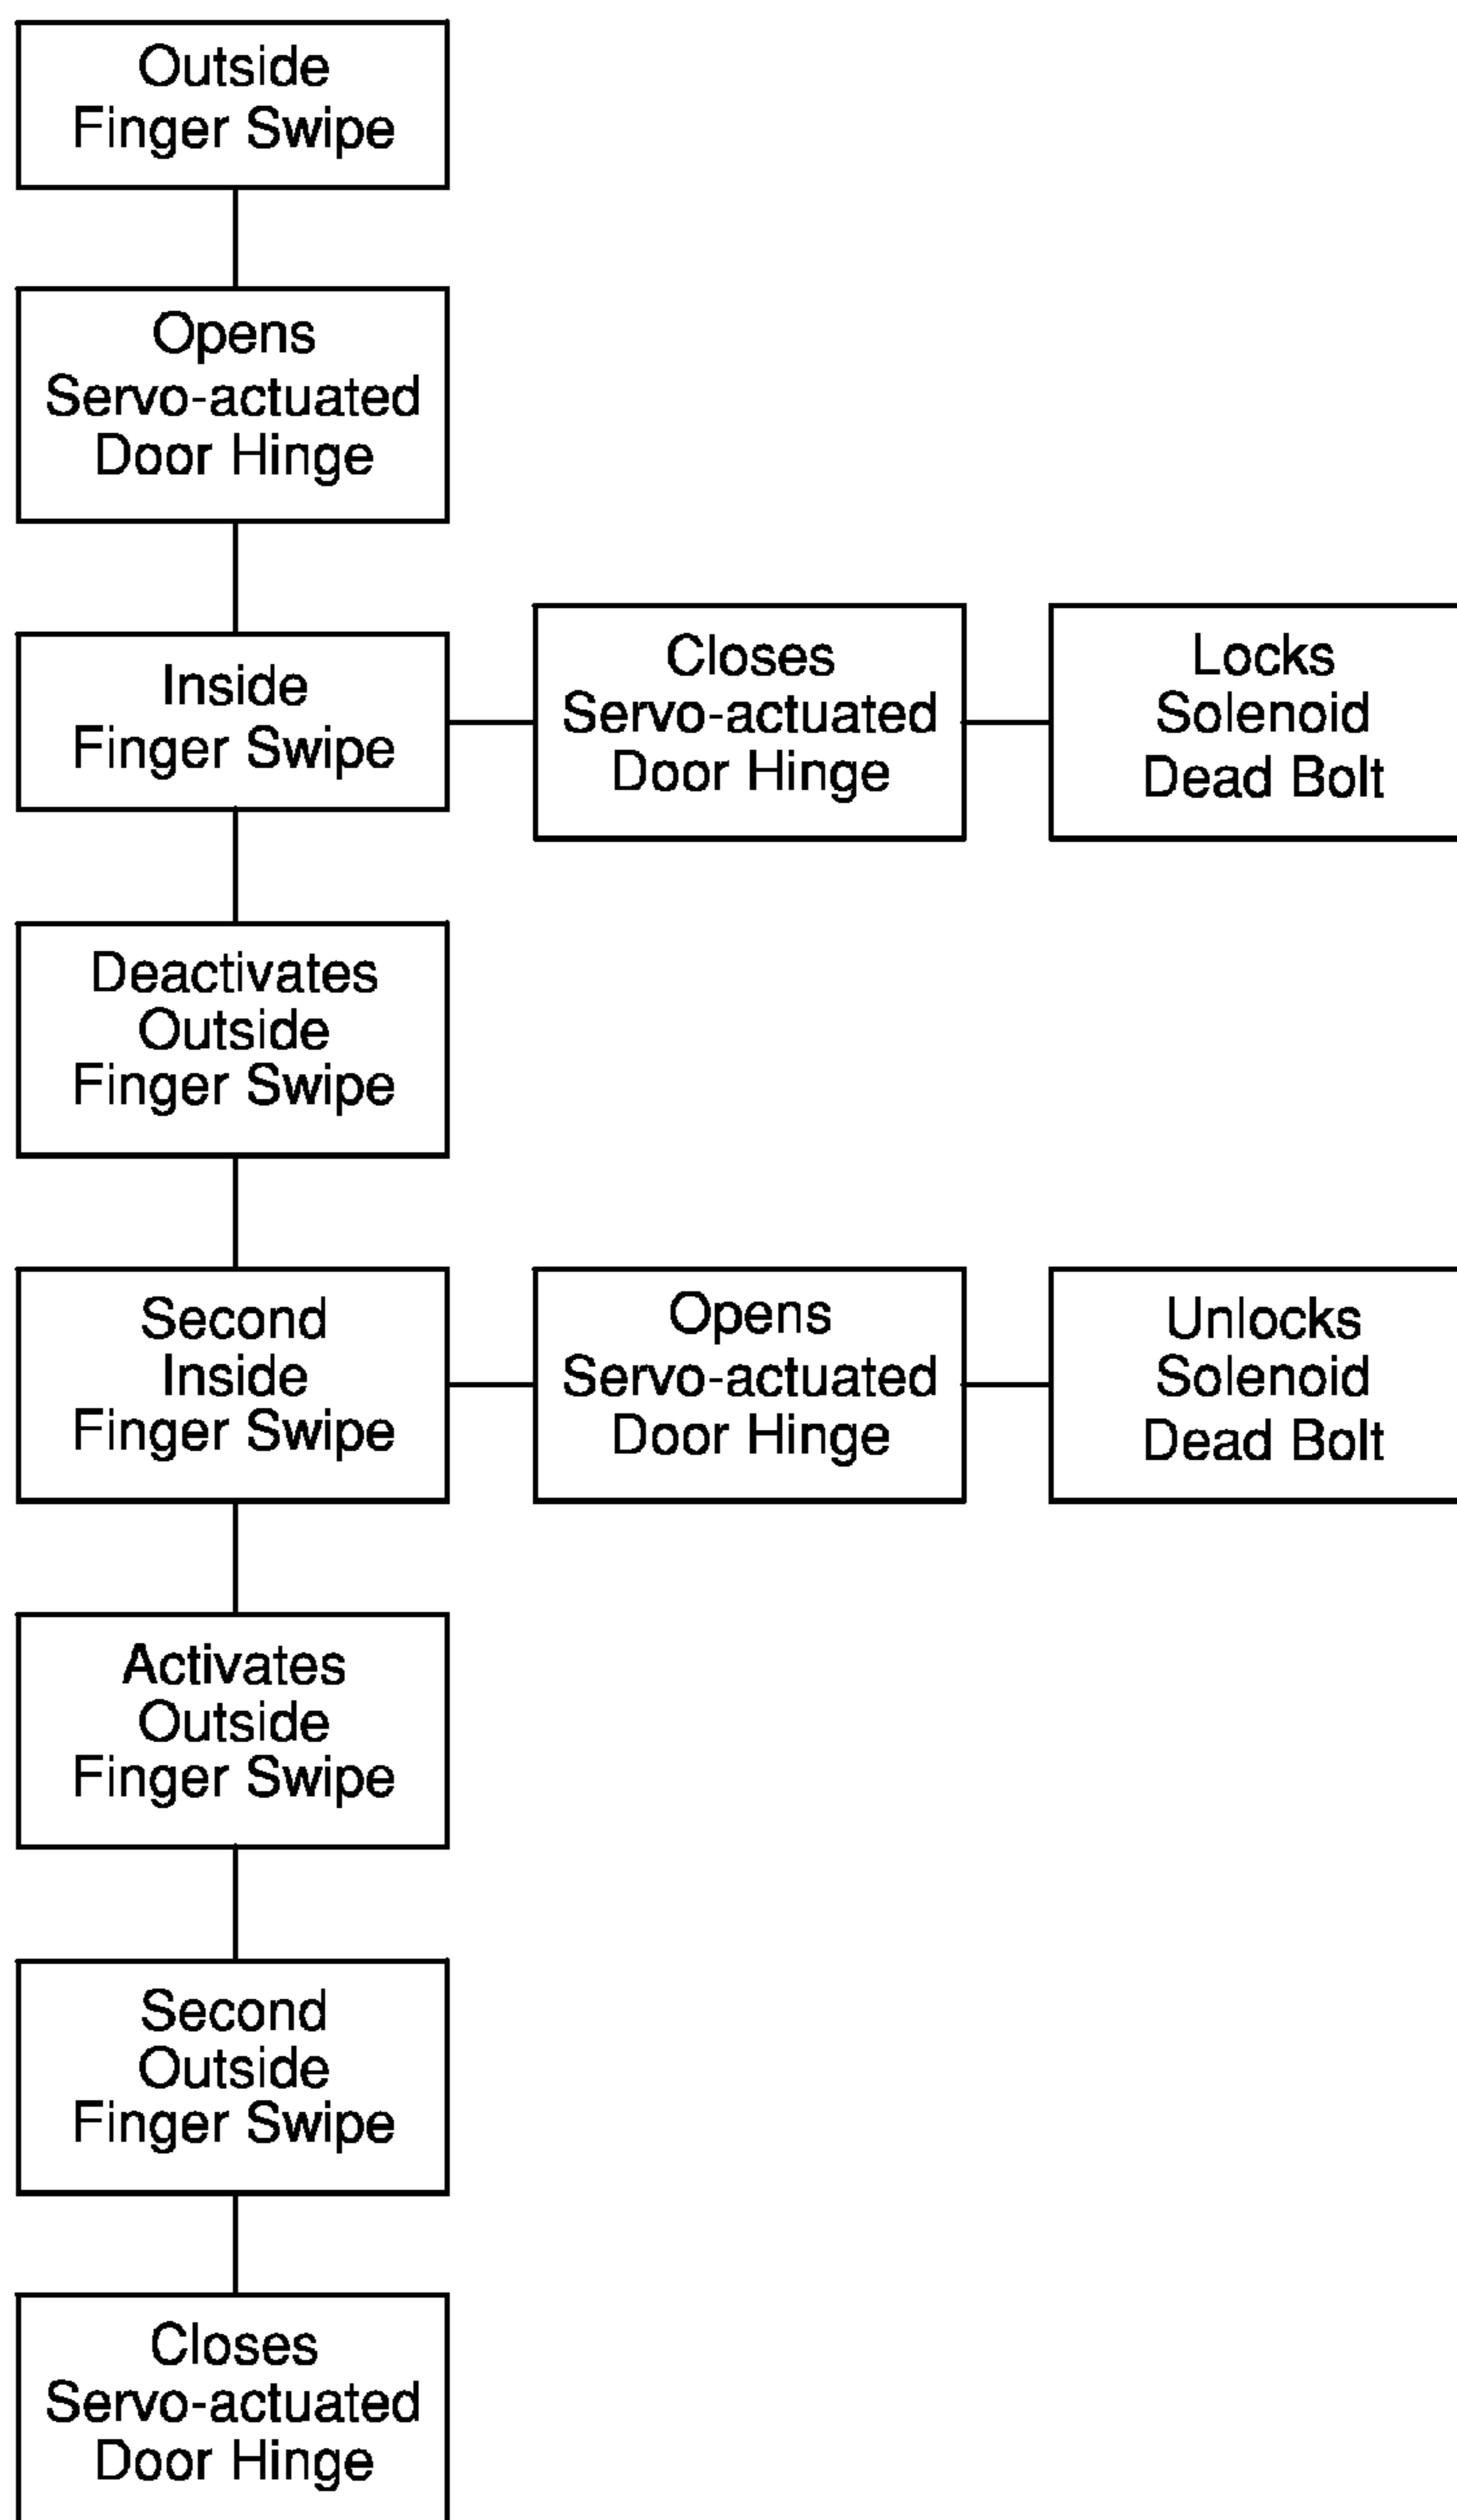 Outside
Finger Swipe
Opens
Servo-actuated
Door Hinge
Inside
Finger Swipe
Closes
Servo-actuated
Door Hinge
Locks
Solenoid
Dead Bolt
Deactivates
Outside
Finger Swipe
Second
Inside
Finger Swipe
Opens
Servo-actuated
Door Hinge
Unlocks
Solenoid
Dead Bolt
Activates
Outside
Finger Swipe
Second
Outside
Finger Swipe
Closes
Servo-actuated
Door Hinge